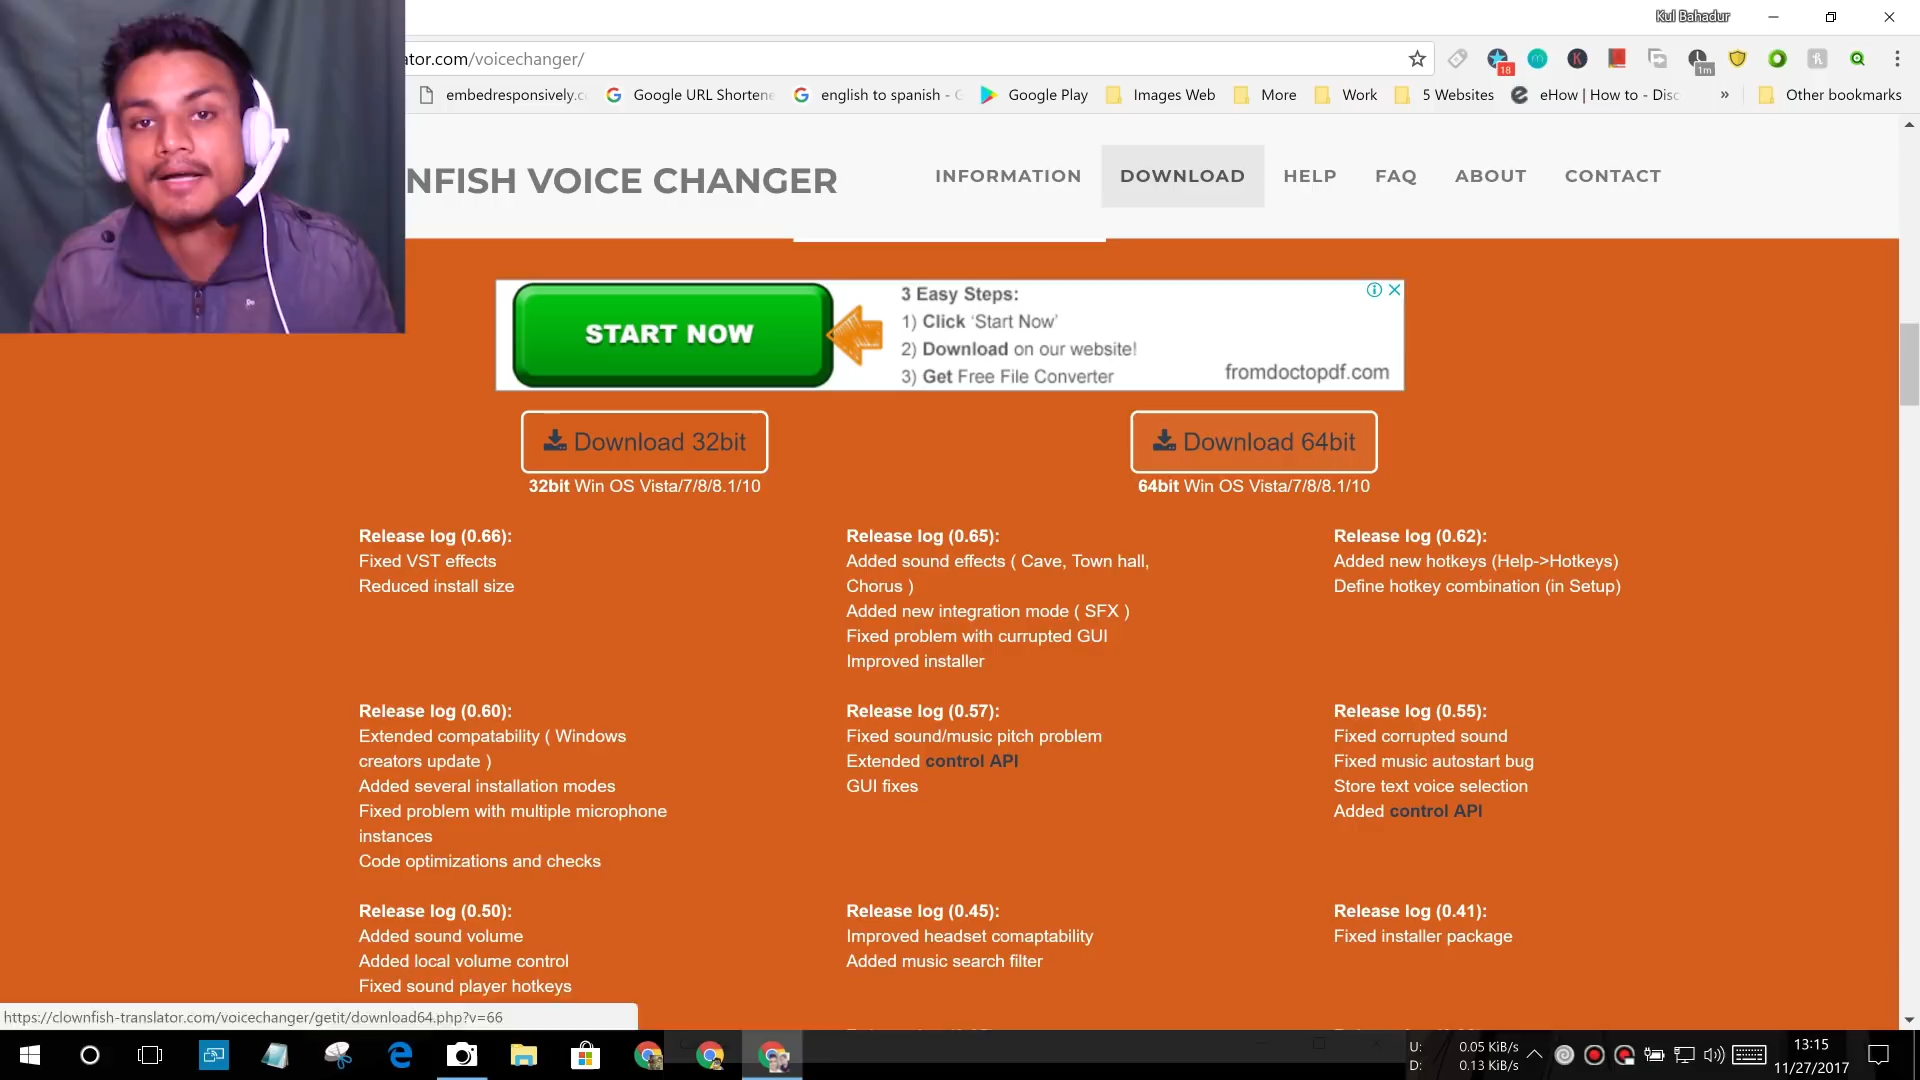 Kul Bahadur
ator.com/voicechanger/
18
1m
embedresponsively.c
Google URL Shortene
english to spanish - G
Google Play
Images Web
More
Work
5 Websites
eHow | How to - Disc
»
Other bookmarks
NFISH VOICE CHANGER
INFORMATION
DOWNLOAD
HELP
FAQ
ABOUT
CONTACT
START NOW
3 Easy Steps:
1) Click 'Start Now'
2) Download on our website!
3) Get Free File Converter
fromdoctopdf.com
Download 32bit
32bit Win OS Vista/7/8/8.1/10
Download 64bit
64bit Win OS Vista/7/8/8.1/10
Release log (0.66):
Fixed VST effects
Reduced install size
Release log (0.65):
Added sound effects ( Cave, Town hall,
Chorus )
Added new integration mode ( SFX )
Fixed problem with currupted GUI
Improved installer
Release log (0.62):
Added new hotkeys (Help->Hotkeys)
Define hotkey combination (in Setup)
Release log (0.60):
Extended compatability ( Windows
creators update )
Added several installation modes
Fixed problem with multiple microphone
instances
Code optimizations and checks
Release log (0.57):
Fixed sound/music pitch problem
Extended control API
GUI fixes
Release log (0.55):
Fixed corrupted sound
Fixed music autostart bug
Store text voice selection
Added control API
Release log (0.50):
Added sound volume
Added local volume control
Fixed sound player hotkeys
Release log (0.45):
Improved headset comaptability
Added music search filter
Release log (0.41):
Fixed installer package
https://clownfish-translator.com/voicechanger/getit/download64.php?v=66
U: 0.05 KiB/s
D: 0.13 KiB/s
13:15
11/27/2017